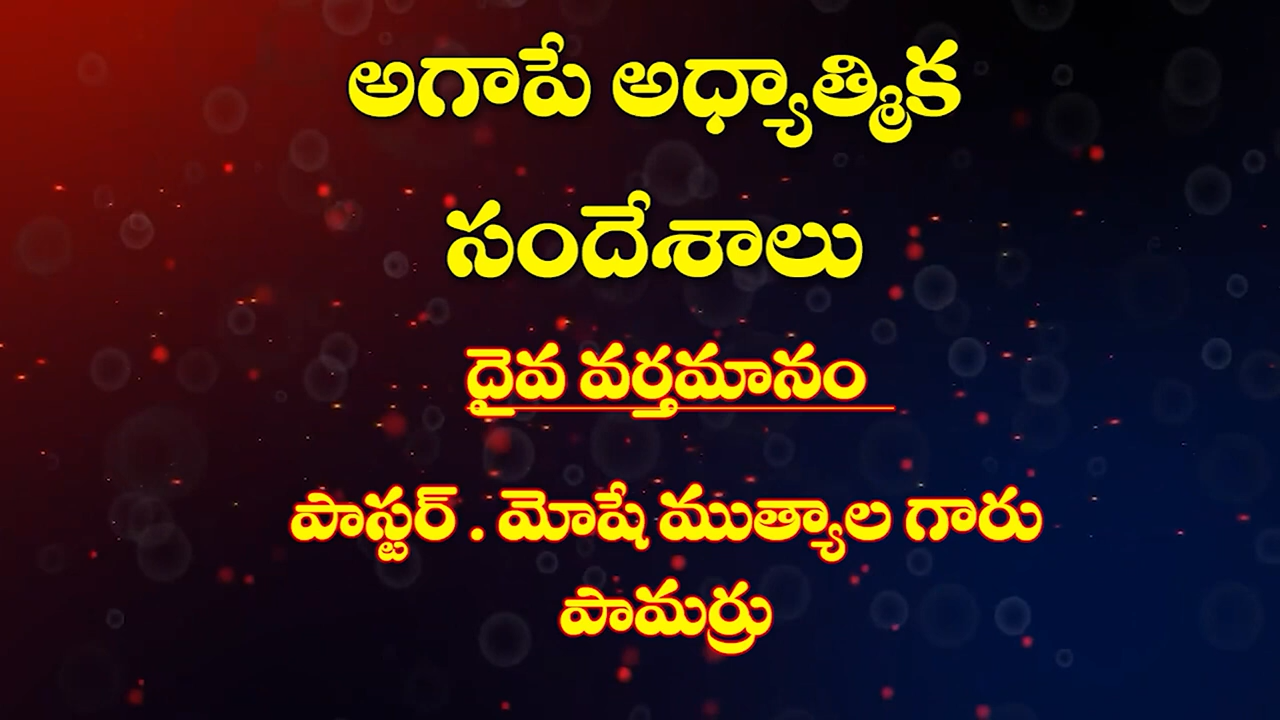 అగాపే అధ్యాత్మిక
సందేశాలు
దైవ వర్తమానం
పాస్టర్ . మోషే ముత్యాల గారు
పామర్రు